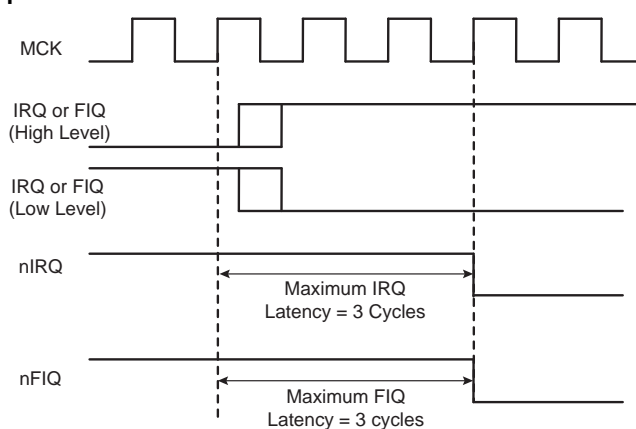 MCK
IRQ or FIQ
(High Level)
IRQ or FIQ
(Low Level)
nIRQ
Maximum IRQ
Latency = 3 Cycles
nFIQ
Maximum FIQ
Latency = 3 cycles